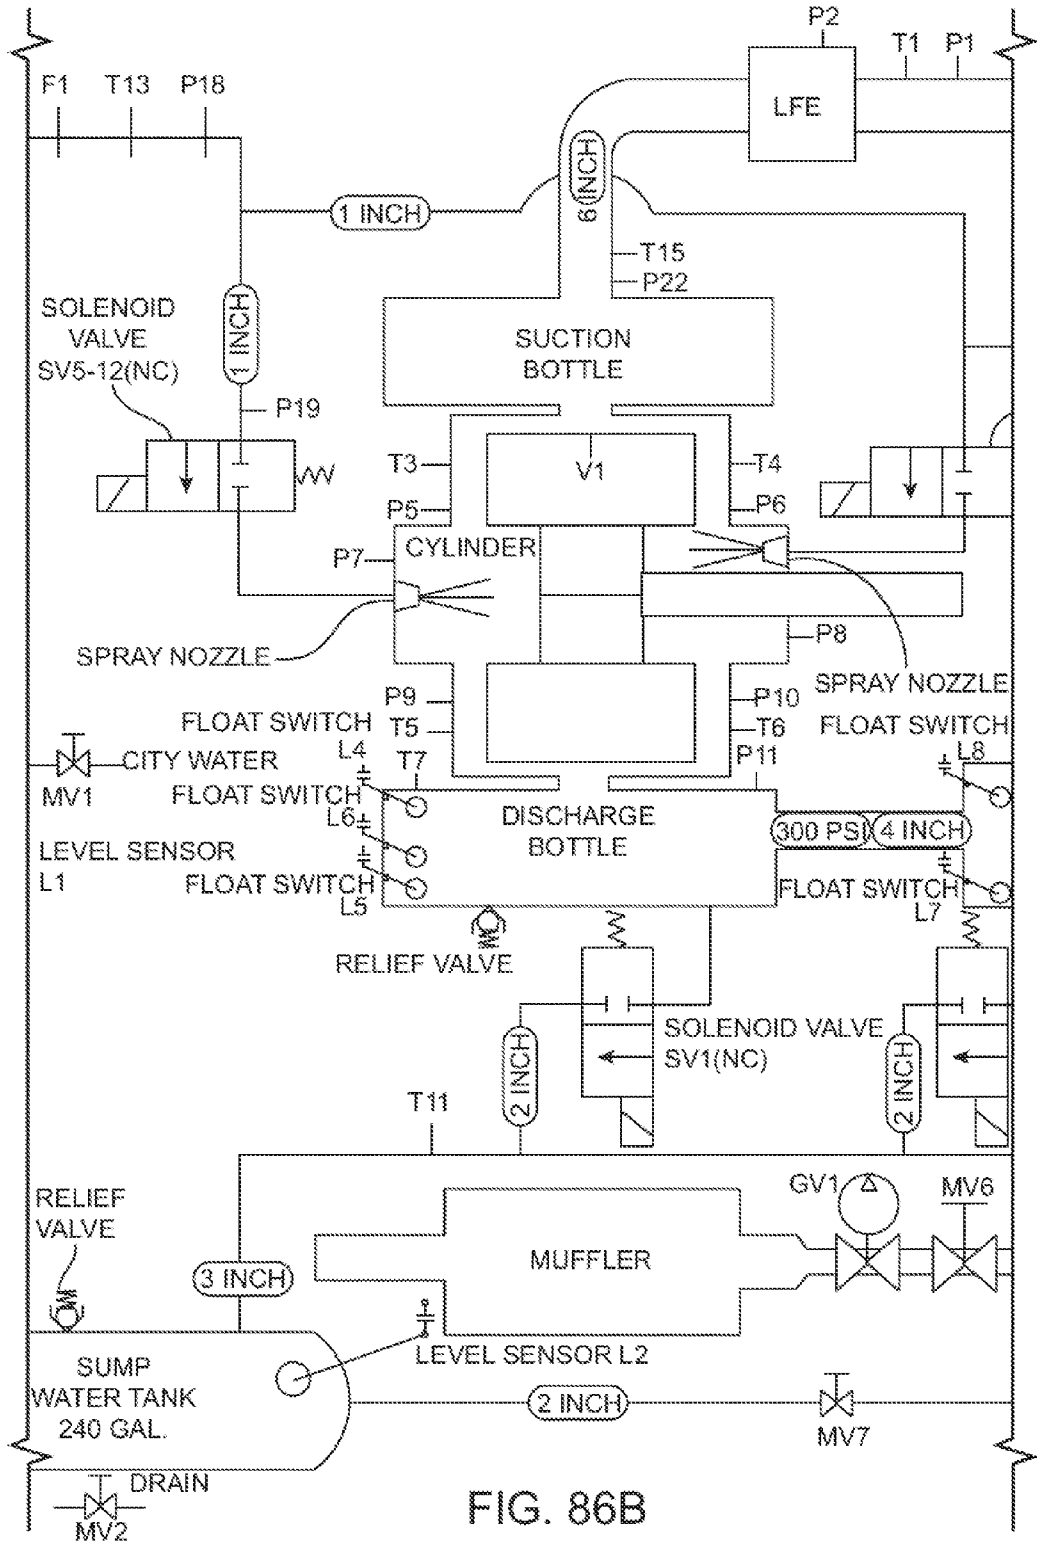 P2
T1 P1
F1 T13 P18
LFE
6 INCH
1 INCH
T15
P22
SOLENOID
VALVE
SV5-12(NC)
1 INCH
SUCTION
BOTTLE
P19
T3
V1
T4
P5
P6
P7
CYLINDER
P8
SPRAY NOZZLE
SPRAY NOZZLE
P9
P10
FLOAT SWITCH
L4
T5
T6
FLOAT SWITCH
L8
CITY WATER
MV1
T7
P11
FLOAT SWITCH
L6
DISCHARGE
BOTTLE
300 PSI
4 INCH
LEVEL SENSOR
L1
FLOAT SWITCH
L5
FLOAT SWITCH
L7
RELIEF VALVE
SOLENOID VALVE
SV1(NC)
2 INCH
2 INCH
T11
RELIEF
VALVE
GV1
MV6
MUFFLER
3 INCH
LEVEL SENSOR L2
SUMP
WATER TANK
240 GAL.
2 INCH
MV7
DRAIN
MV2
FIG. 86B